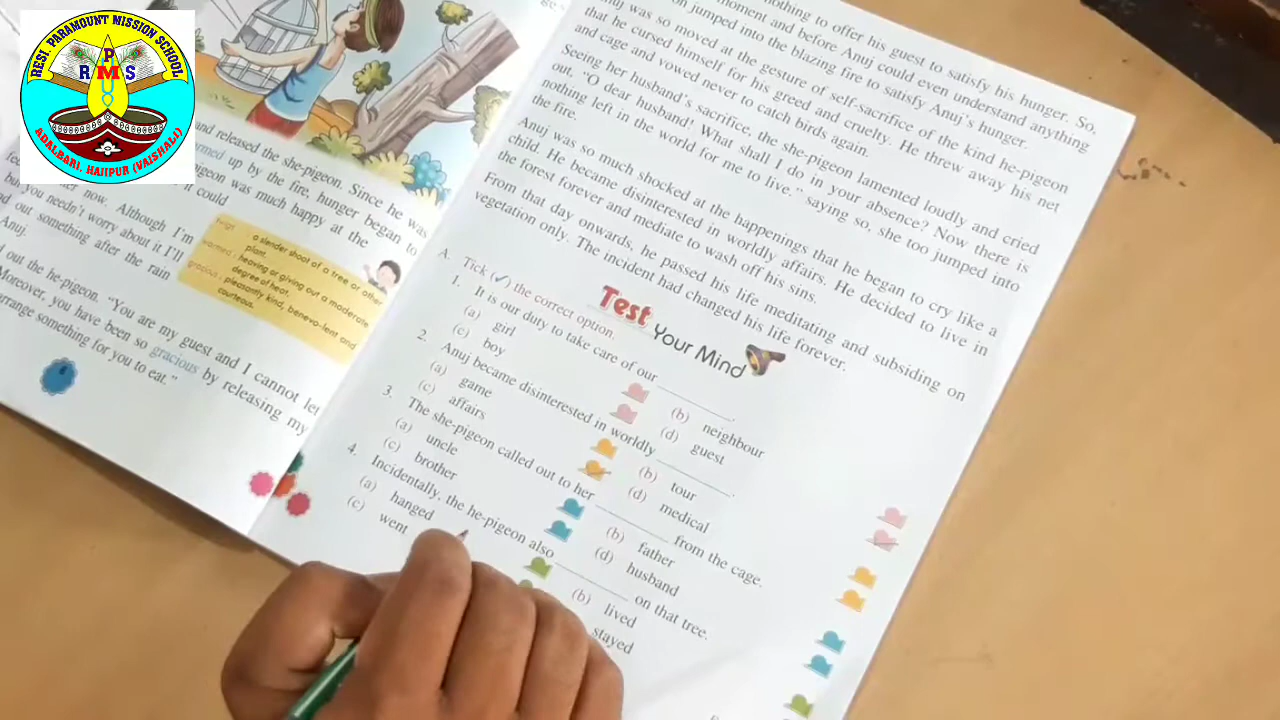 RESI. PARAMOUNT MISSION SCHOOL
P
R M S
U
ADALBARI, HAJIPUR (VAISHALI)
and released the she-pigeon. Since he was
up by the fire, hunger began to
pigeon was much happy at the
it could
now. Although I'm
but you needn't worry about it I'll
out something after the rain
Anuj.
out the he-pigeon. "You are my guest and I cannot let
Moreover, you have been so gracious by releasing my
arrange something for you to eat."
a slender shoot of a tree or other
plant.
warmed : heaving or giving out a moderate
degree of heat.
gracious : pleasantly kind, benevo-lent and
courteous.
8
nothing to offer his guest to satisfy his hunger. So,
moment and before Anuj could even understand anything
jumped into the blazing fire to satisfy Anuj's hunger.
was so moved at the gesture of self-sacrifice of the kind he-pigeon
that he cursed himself for his greed and cruelty. He threw away his net
and cage and vowed never to catch birds again.
Seeing her husband's sacrifice, the she-pigeon lamented loudly and cried
out. "O dear husband! What shall I do in your absence? Now there is
nothing left in the world for me to live", saying so, she too jumped into
the fire.
Anuj was so much shocked at the happenings that he began to cry like a
child. He became disinterested in worldly affairs. He decided to live in
the forest forever and mediate to wash off his sins.
From that day onwards, he passed his life meditating and subsiding on
vegetation only. The incident had changed his life forever.
Test Your Mind
A. Tick (✓) the correct option.
1. It is our duty to take care of our ________.
(a) girl (b) neighbour
(c) boy (d) guest
2. Anuj became disinterested in worldly ________.
(a) game (b) tour
(c) affairs (d) medical
3. The she-pigeon called out to her ________ from the cage.
(a) uncle (b) father
(c) brother (d) husband
4. Incidentally, the he-pigeon also ________ on that tree.
(a) hanged (b) lived
(c) went stayed